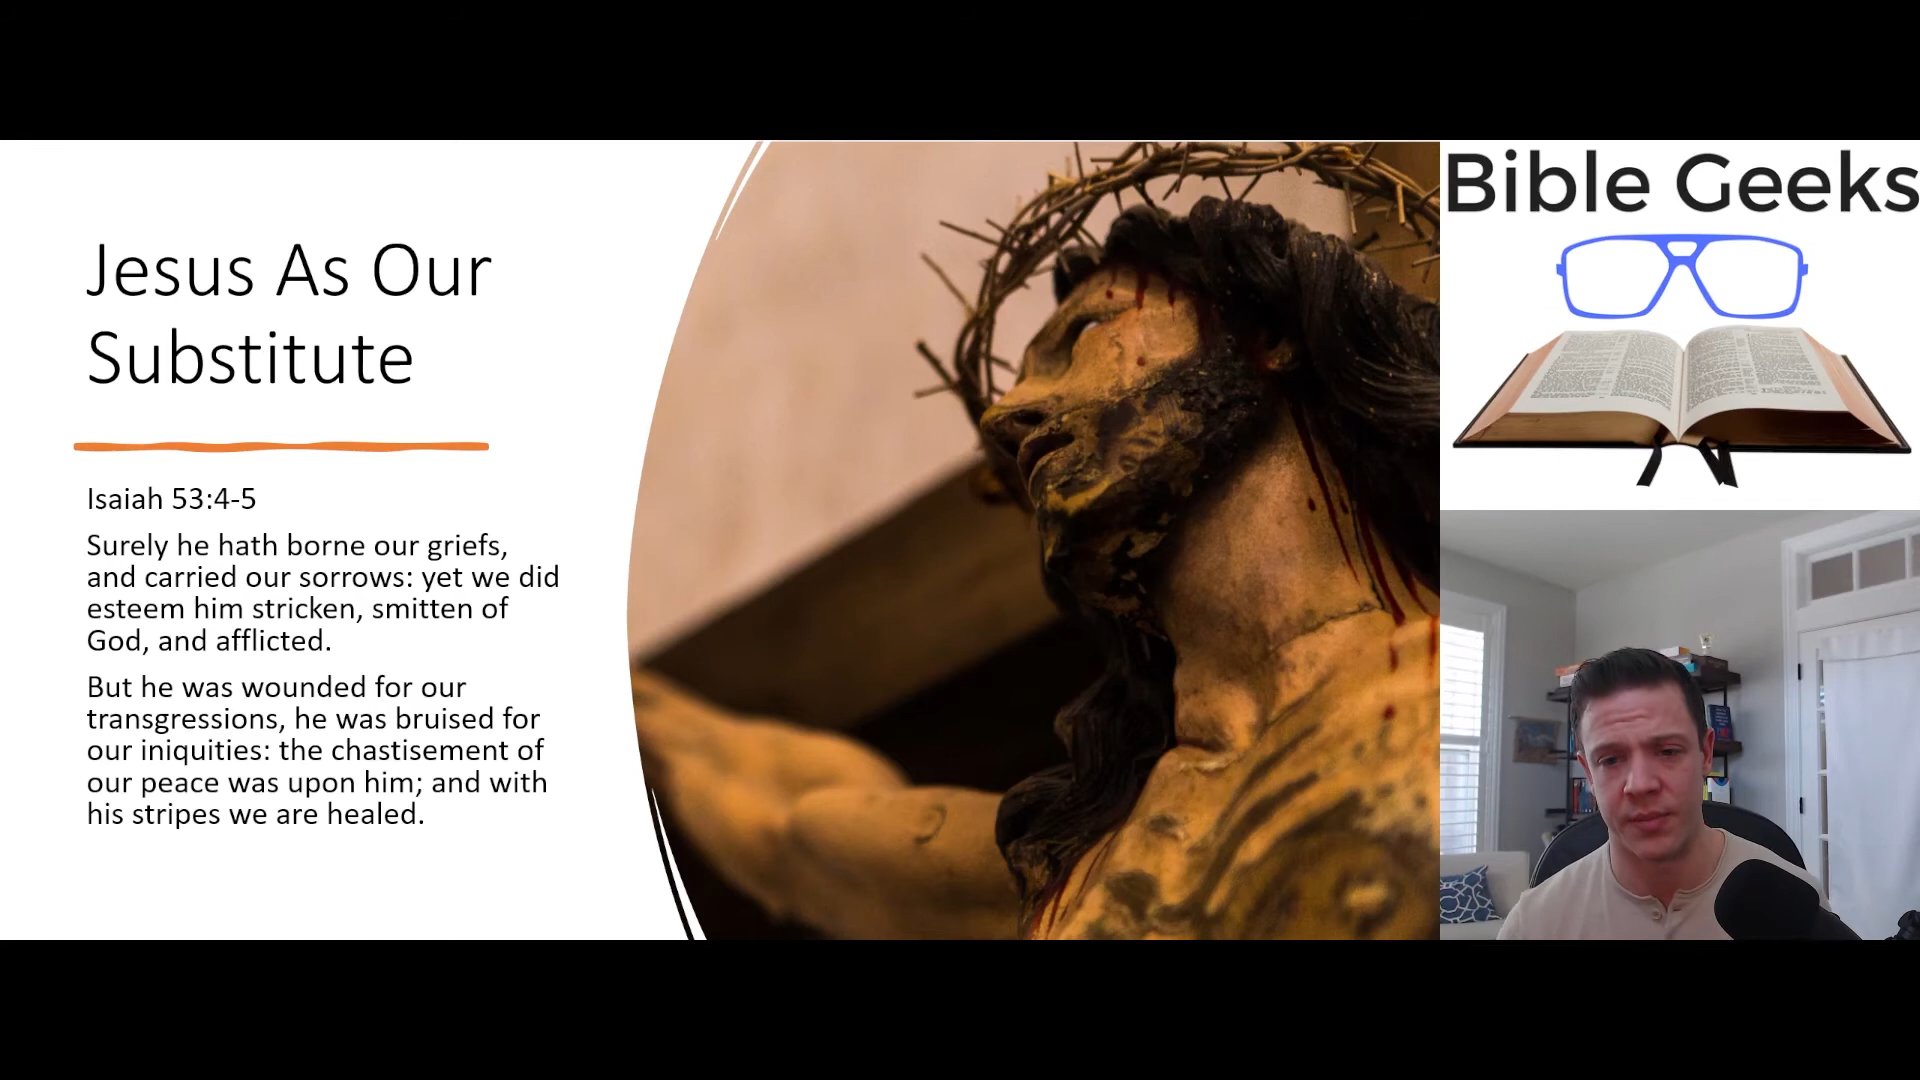 Jesus As Our
Substitute
Isaiah 53:4-5
Surely he hath borne our griefs,
and carried our sorrows: yet we did
esteem him stricken, smitten of
God, and afflicted.
But he was wounded for our
transgressions, he was bruised for
our iniquities: the chastisement of
our peace was upon him; and with
his stripes we are healed.
Bible Geeks